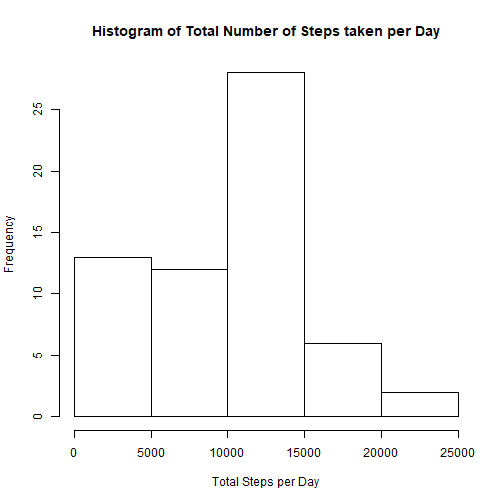 Histogram of Total Number of Steps taken per Day
Frequency
25
20
15
10
5
0
0 5000 10000 15000 20000 25000
Total Steps per Day